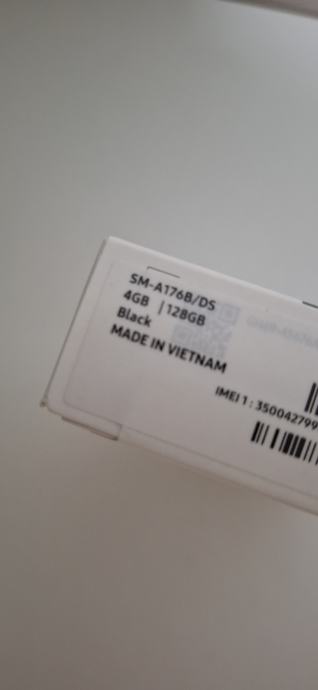 SM-A176B/DS
4GB | 128GB
Black
MADE IN VIETNAM
IMEI 1 : 350042799